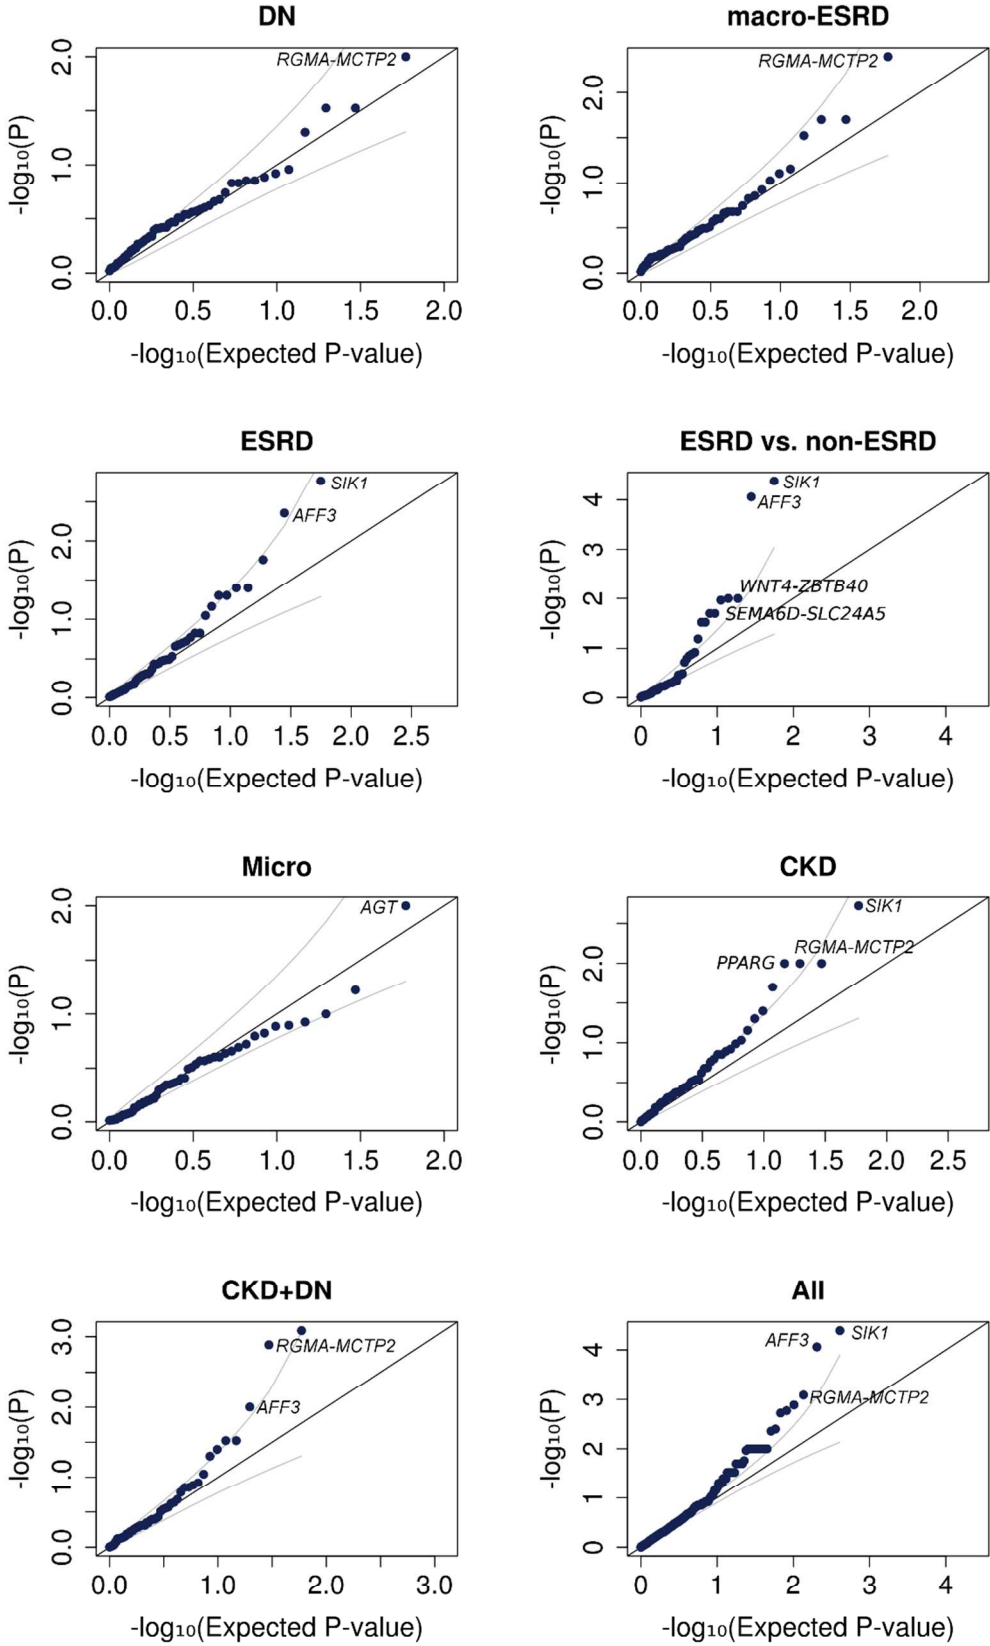 DN
RGMA-MCTP2
2.0
1.0
0.0
-log₁₀(P)
0.0 0.5 1.0 1.5 2.0
-log₁₀(Expected P-value)
macro-ESRD
RGMA-MCTP2
2.0
1.0
0.0
-log₁₀(P)
0.0 0.5 1.0 1.5 2.0
-log₁₀(Expected P-value)
ESRD
SIK1
AFF3
2.0
1.0
0.0
-log₁₀(P)
0.0 0.5 1.0 1.5 2.0 2.5
-log₁₀(Expected P-value)
ESRD vs. non-ESRD
SIK1
AFF3
WNT4-ZBTB40
SEMA6D-SLC24A5
4
3
2
1
0
-log₁₀(P)
0 1 2 3 4
-log₁₀(Expected P-value)
Micro
AGT
2.0
1.0
0.0
-log₁₀(P)
0.0 0.5 1.0 1.5 2.0
-log₁₀(Expected P-value)
CKD
SIK1
RGMA-MCTP2
PPARG
2.0
1.0
0.0
-log₁₀(P)
0.0 0.5 1.0 1.5 2.0 2.5
-log₁₀(Expected P-value)
CKD+DN
RGMA-MCTP2
AFF3
3.0
2.0
1.0
0.0
-log₁₀(P)
0.0 1.0 2.0 3.0
-log₁₀(Expected P-value)
All
AFF3 SIK1
RGMA-MCTP2
4
3
2
1
0
-log₁₀(P)
0 1 2 3 4
-log₁₀(Expected P-value)